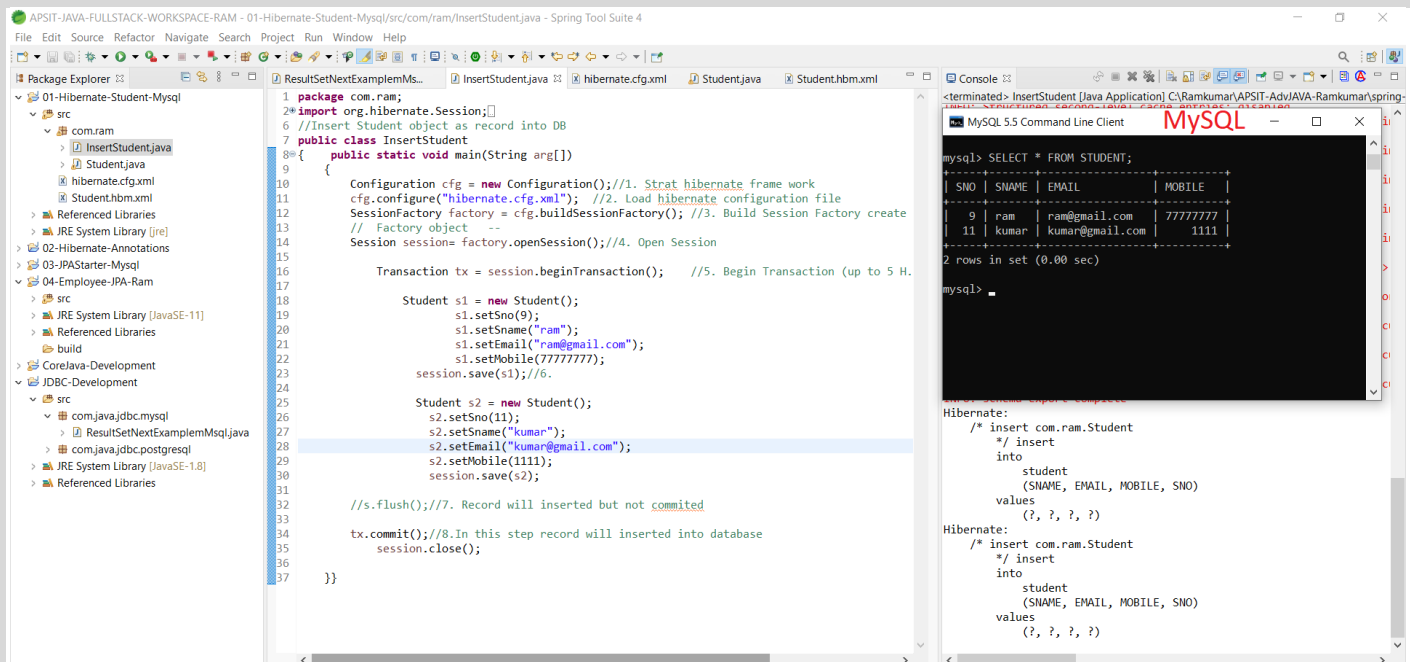 APSIT-JAVA-FULLSTACK-WORKSPACE-RAM - 01-Hibernate-Student-Mysql/src/com/ram/InsertStudent.java - Spring Tool Suite 4
File Edit Source Refactor Navigate Search Project Run Window Help
Package Explorer
01-Hibernate-Student-Mysql
src
com.ram
InsertStudent.java
Student.java
hibernate.cfg.xml
Student.hbm.xml
Referenced Libraries
JRE System Library [jre]
02-Hibernate-Annotations
03-JPAStarter-Mysql
04-Employee-JPA-Ram
src
JRE System Library [JavaSE-11]
Referenced Libraries
build
CoreJava-Development
JDBC-Development
src
com.java.jdbc.mysql
ResultSetNextExamplemMsql.java
com.java.jdbc.postgresql
JRE System Library [JavaSE-1.8]
Referenced Libraries
ResultSetNextExamplemMs... InsertStudent.java hibernate.cfg.xml Student.java Student.hbm.xml
1 package com.ram;
2 import org.hibernate.Session;
6 //Insert Student object as record into DB
7 public class InsertStudent
8 { public static void main(String arg[])
9 {
10 Configuration cfg = new Configuration();//1. Strat hibernate frame work
11 cfg.configure("hibernate.cfg.xml"); //2. Load hibernate configuration file
12 SessionFactory factory = cfg.buildSessionFactory(); //3. Build Session Factory create
13 // Factory object --
14 Session session= factory.openSession();//4. Open Session
15
16 Transaction tx = session.beginTransaction(); //5. Begin Transaction (up to 5 H.
17
18 Student s1 = new Student();
19 s1.setSno(9);
20 s1.setSname("ram");
21 s1.setEmail("ram@gmail.com");
22 s1.setMobile(77777777);
23 session.save(s1);//6.
24
25 Student s2 = new Student();
26 s2.setSno(11);
27 s2.setSname("kumar");
28 s2.setEmail("kumar@gmail.com");
29 s2.setMobile(1111);
30 session.save(s2);
31
32 //s.flush();//7. Record will inserted but not commited
33
34 tx.commit();//8.In this step record will inserted into database
35 session.close();
36
37 }}
Console
<terminated> InsertStudent [Java Application] C:\Ramkumar\APSIT-AdvJAVA-Ramkumar\spring-
INFO: Structured second-level cache entries: disabled
MySQL 5.5 Command Line Client MySQL
mysql> SELECT * FROM STUDENT;
+-----+-------+-----------------+----------+
| SNO | SNAME | EMAIL | MOBILE |
+-----+-------+-----------------+----------+
| 9 | ram | ram@gmail.com | 77777777 |
| 11 | kumar | kumar@gmail.com | 1111 |
+-----+-------+-----------------+----------+
2 rows in set (0.00 sec)
mysql>
INFO: schema export complete
Hibernate:
/* insert com.ram.Student
*/ insert
into
student
(SNAME, EMAIL, MOBILE, SNO)
values
(?, ?, ?, ?)
Hibernate:
/* insert com.ram.Student
*/ insert
into
student
(SNAME, EMAIL, MOBILE, SNO)
values
(?, ?, ?, ?)